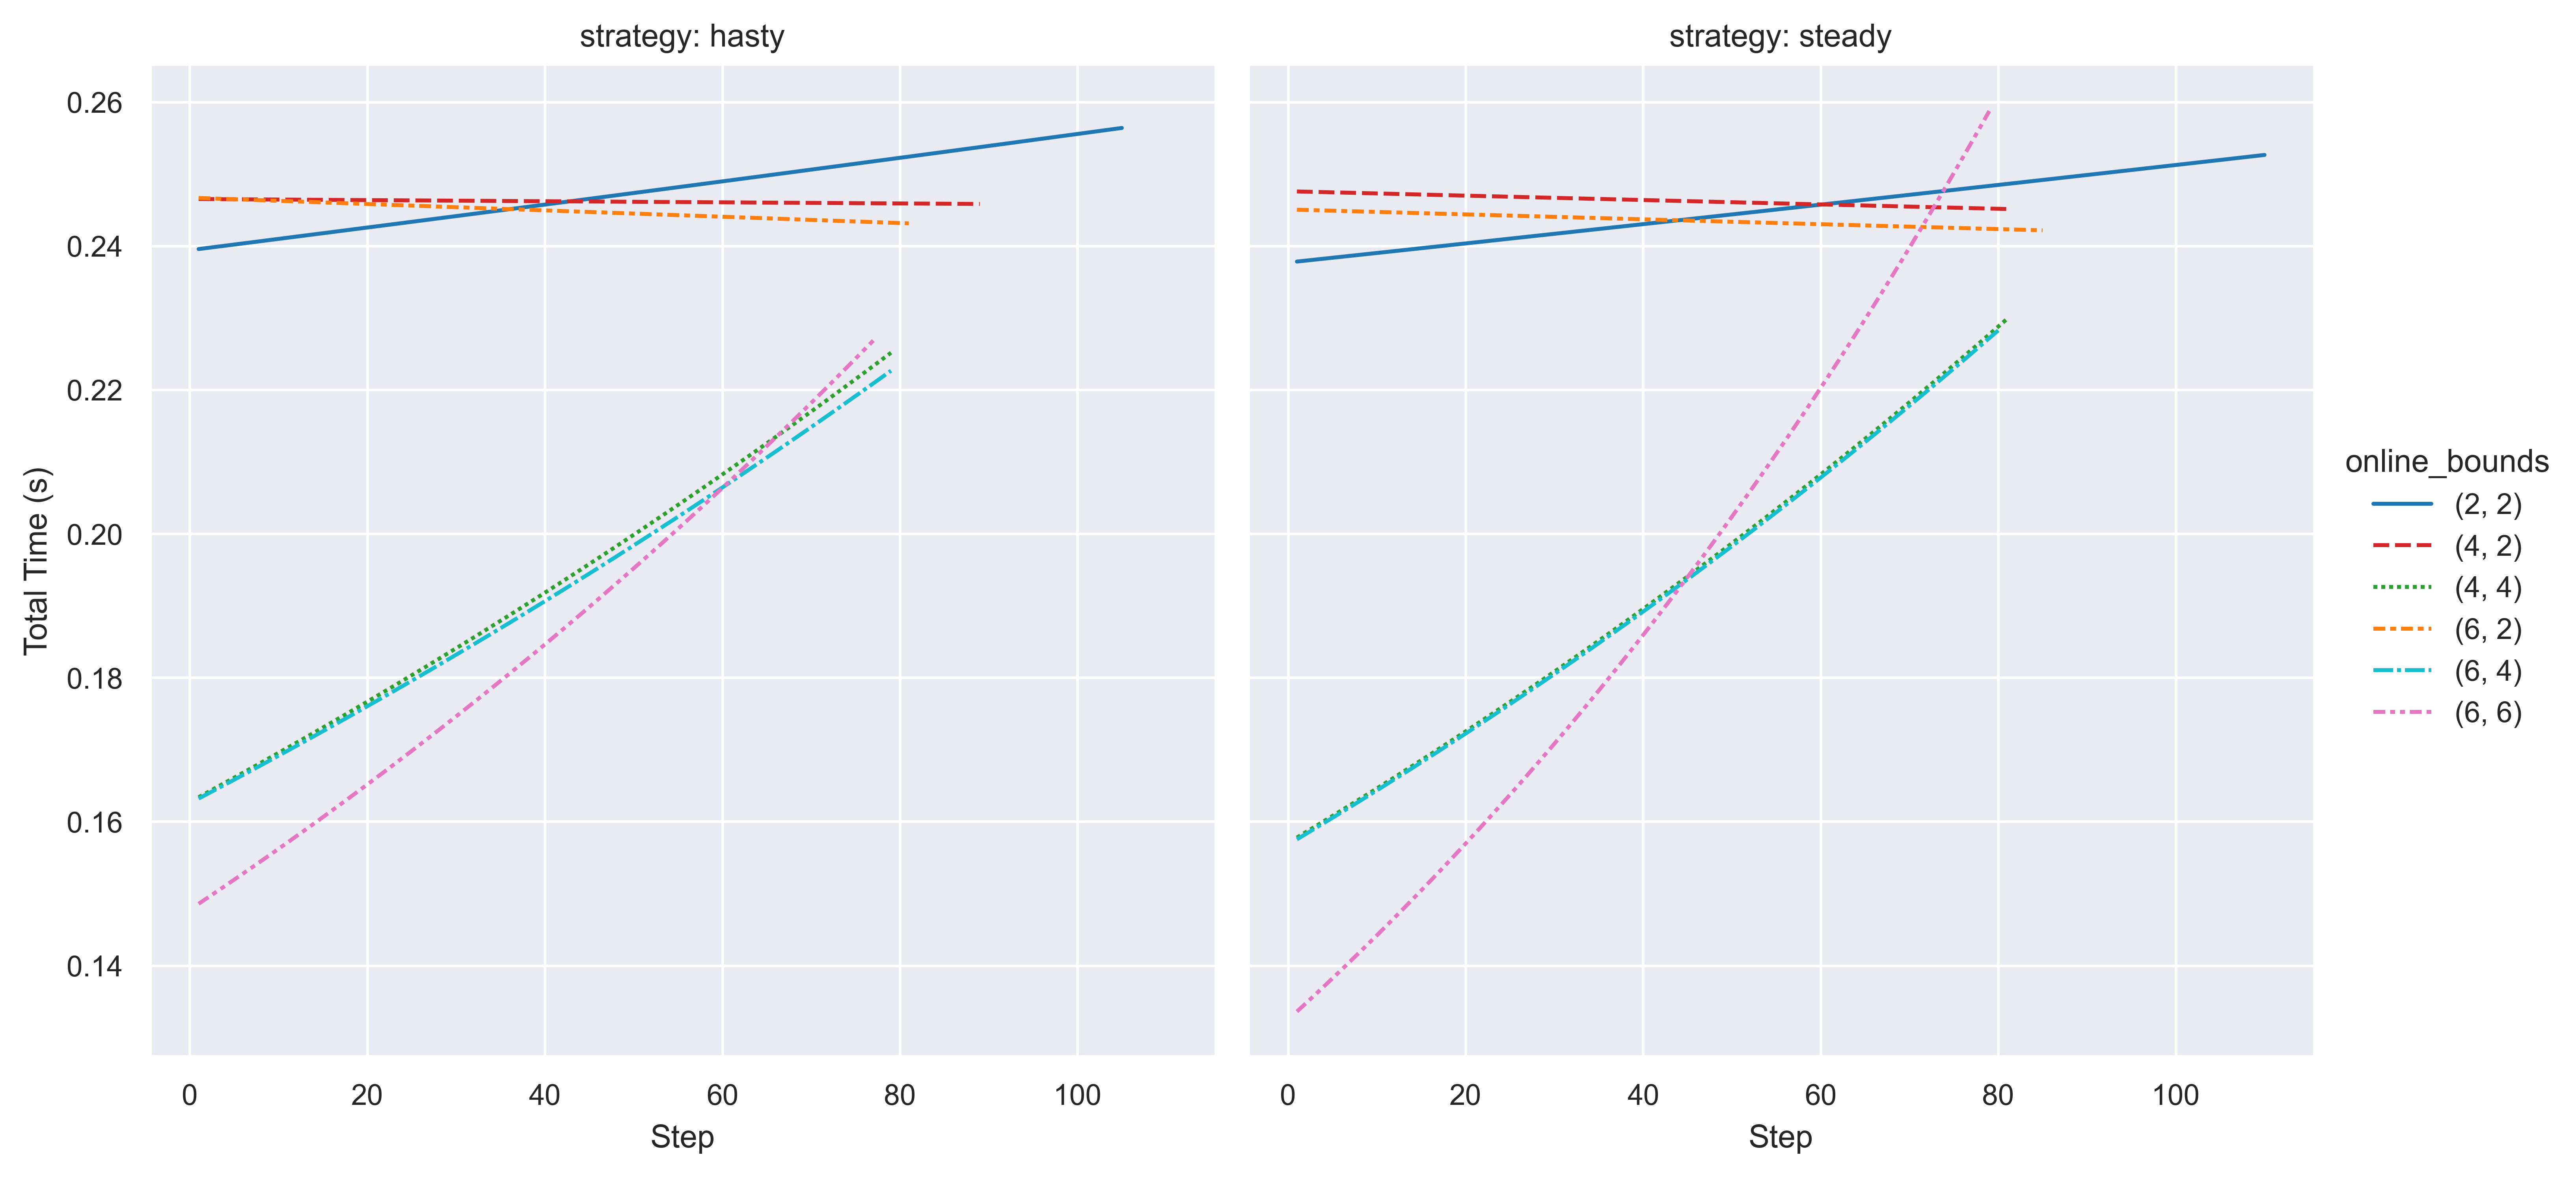 strategy: hasty
strategy: steady
Total Time (s)
0.26
0.24
0.22
0.20
0.18
0.16
0.14
0 20 40 60 80 100
0 20 40 60 80 100
Step
Step
online_bounds
(2, 2)
(4, 2)
(4, 4)
(6, 2)
(6, 4)
(6, 6)